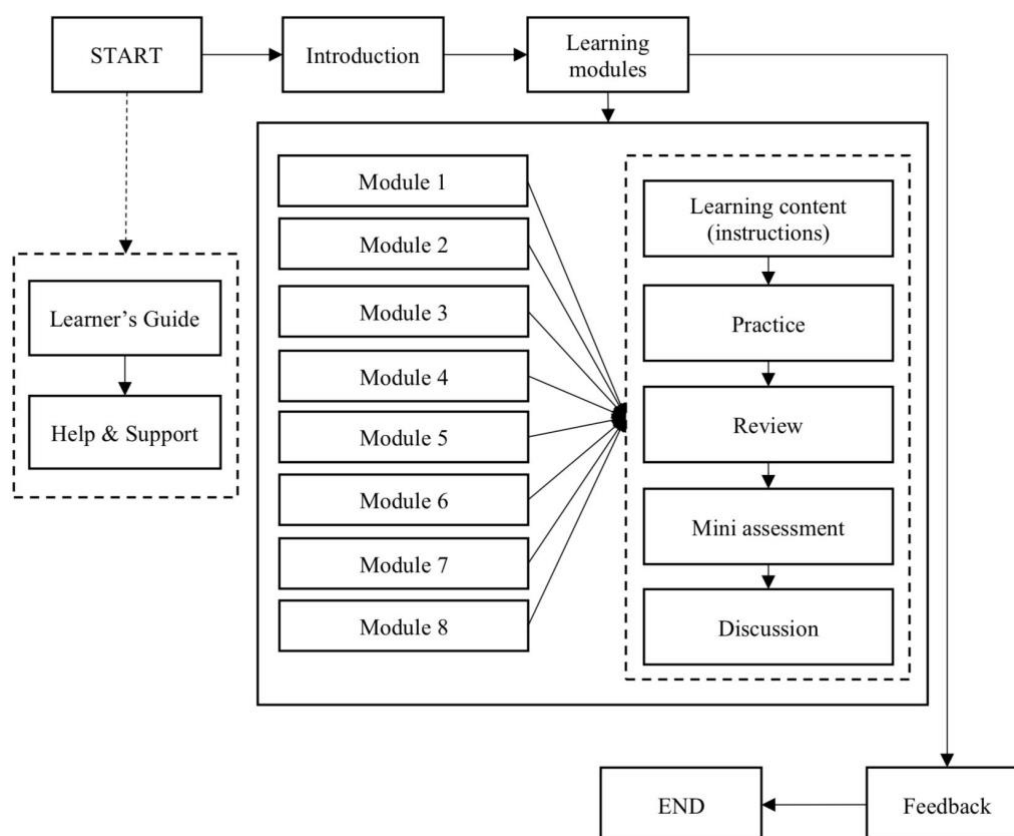 START
Introduction
Learning
modules
Module 1
Module 2
Module 3
Module 4
Module 5
Module 6
Module 7
Module 8
Learning content
(instructions)
Practice
Review
Mini assessment
Discussion
Learner’s Guide
Help & Support
END
Feedback